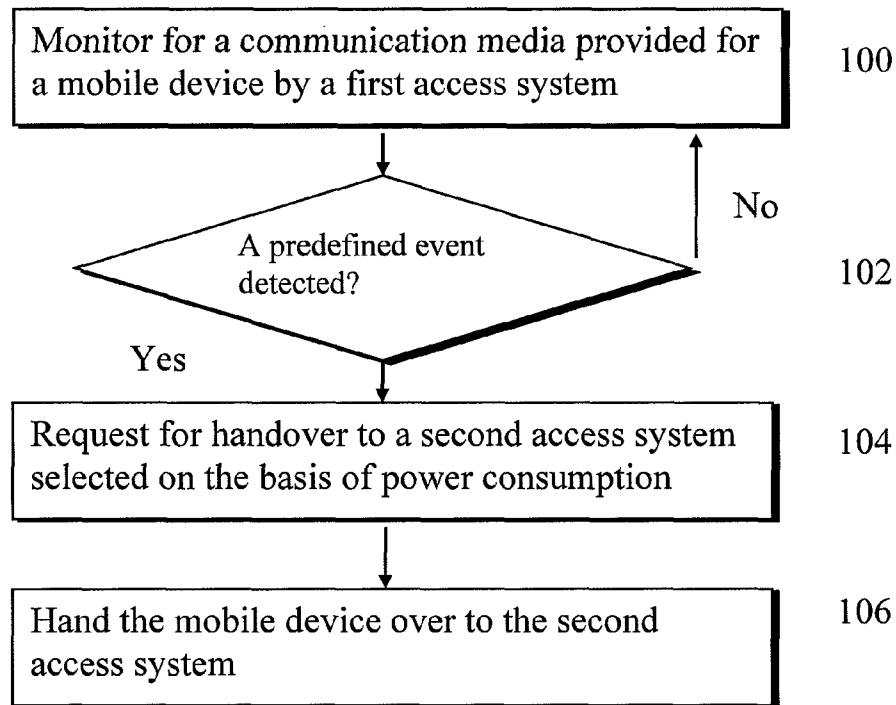 Monitor for a communication media provided for
a mobile device by a first access system
100
A predefined event
detected?
No
102
Yes
Request for handover to a second access system
selected on the basis of power consumption
104
Hand the mobile device over to the second
access system
106